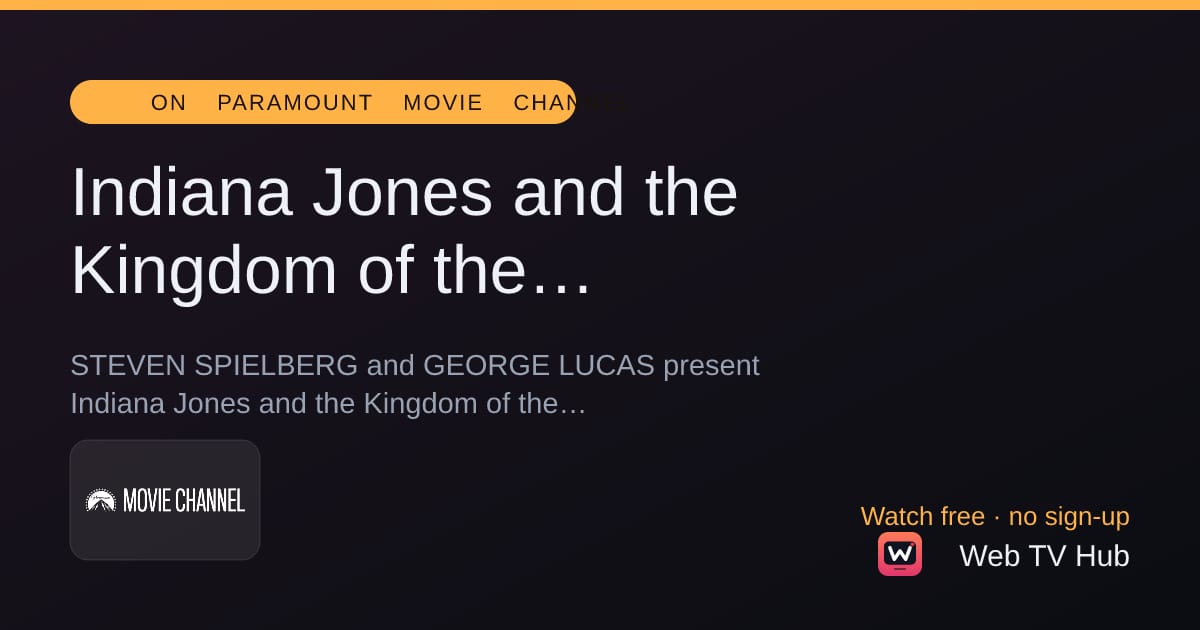 ON PARAMOUNT MOVIE CHANNEL
Indiana Jones and the
Kingdom of the…
STEVEN SPIELBERG and GEORGE LUCAS present
Indiana Jones and the Kingdom of the…
MOVIE CHANNEL
Watch free · no sign-up
W
Web TV Hub